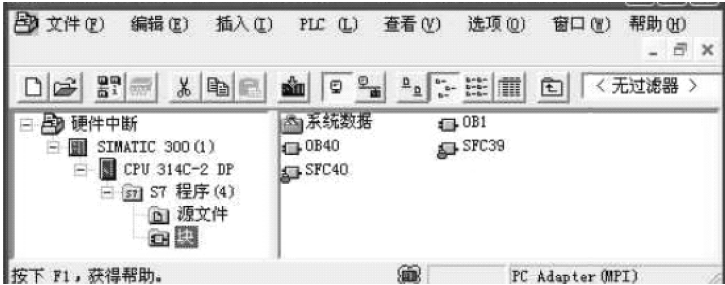 文件(F) 编辑(E) 插入(I) PLC (L) 查看(V) 选项(O) 窗口(W) 帮助(H)
< 无过滤器 >
硬件中断
SIMATIC 300(1)
CPU 314C-2 DP
S7 程序(4)
源文件
块
系统数据 OB1
OB40 SFC39
SFC40
按下 F1，获得帮助。 PC Adapter(MPI)